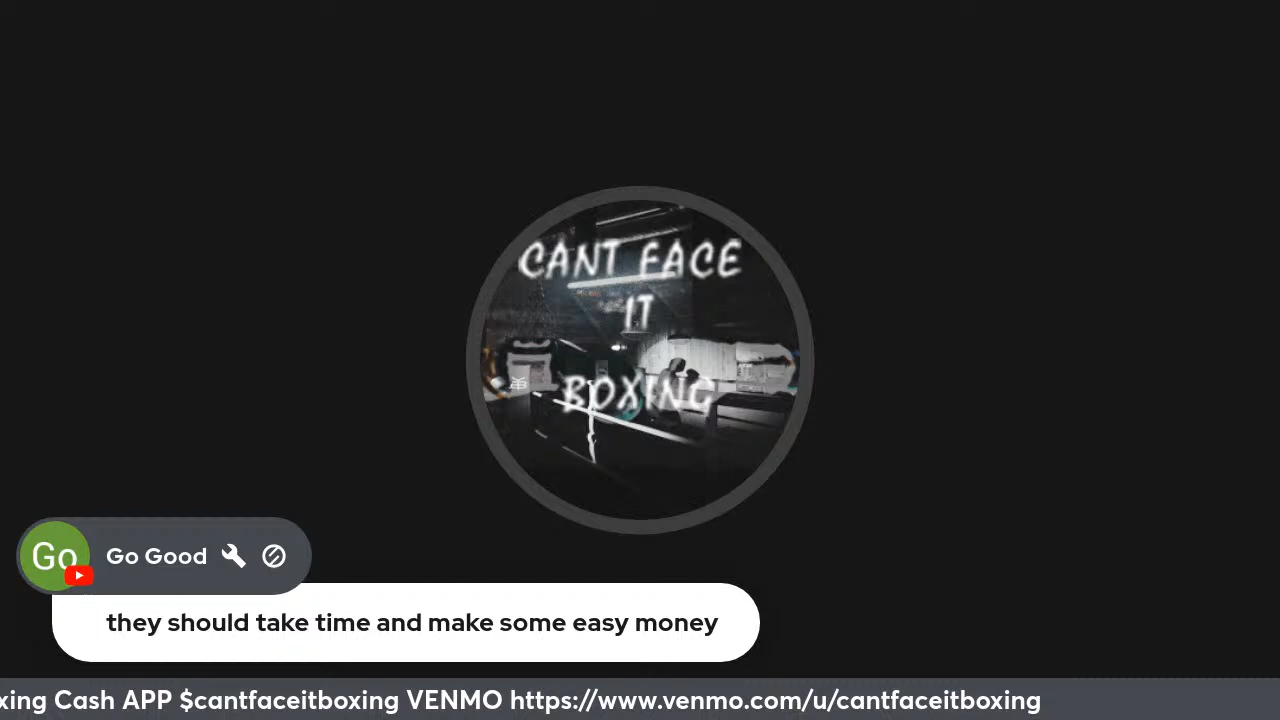 CANT FACE
IT
BOXING
Go
Go Good
they should take time and make some easy money
xing Cash APP $cantfaceitboxing VENMO https://www.venmo.com/u/cantfaceitboxing